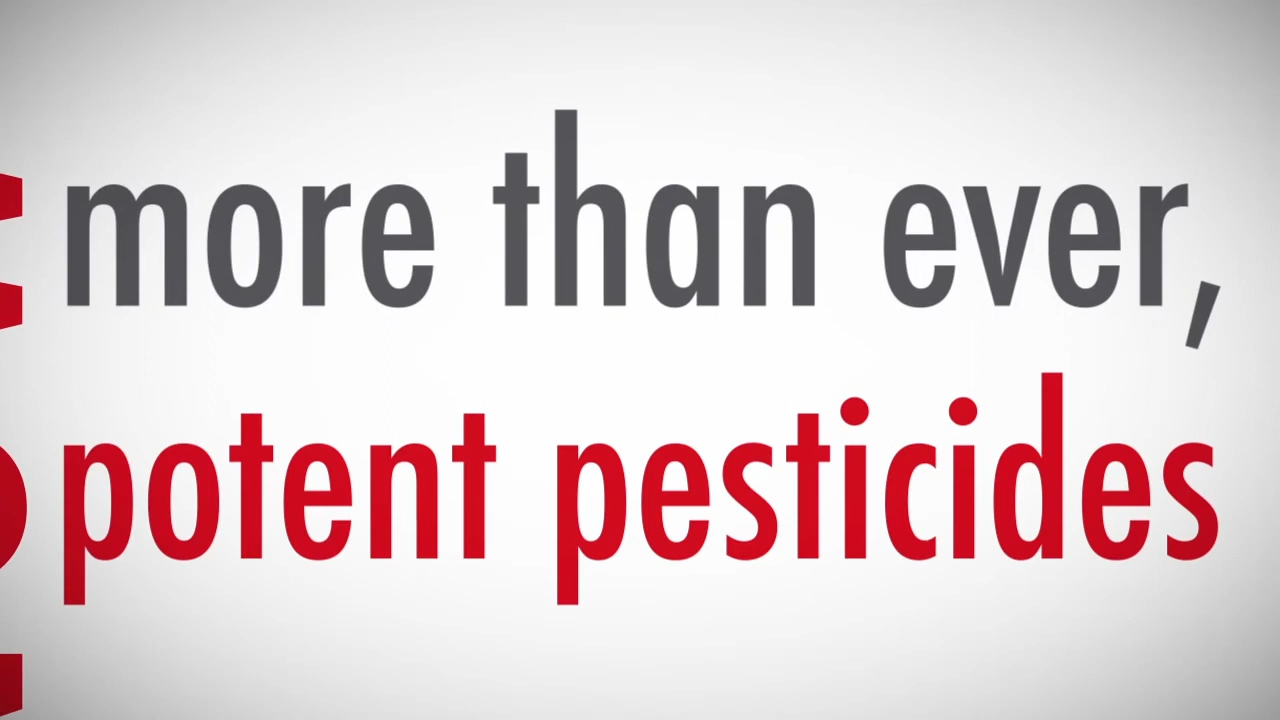 more than ever,
potent pesticides